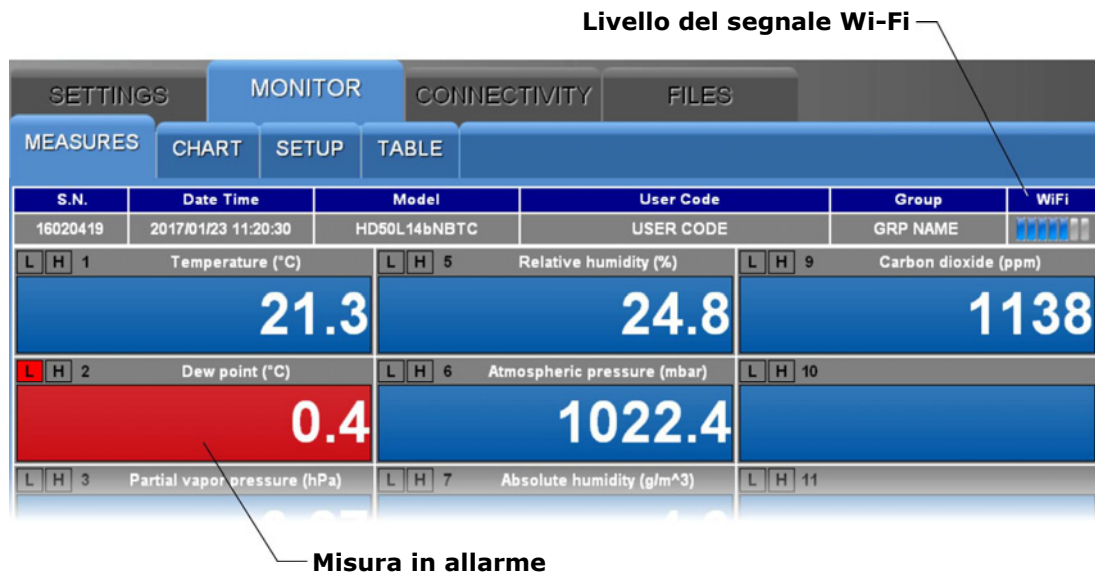 Livello del segnale Wi-Fi
SETTINGS MONITOR CONNECTIVITY FILES
MEASURES CHART SETUP TABLE
S.N. Date Time Model User Code Group WiFi
16020419 2017/01/23 11:20:30 HD50L14bNBTC USER CODE GRP NAME
L H 1 Temperature (°C) L H 5 Relative humidity (%) L H 9 Carbon dioxide (ppm)
21.3 24.8 1138
L H 2 Dew point (°C) L H 6 Atmospheric pressure (mbar) L H 10
0.4 1022.4
L H 3 Partial vapor pressure (hPa) L H 7 Absolute humidity (g/m^3) L H 11
Misura in allarme